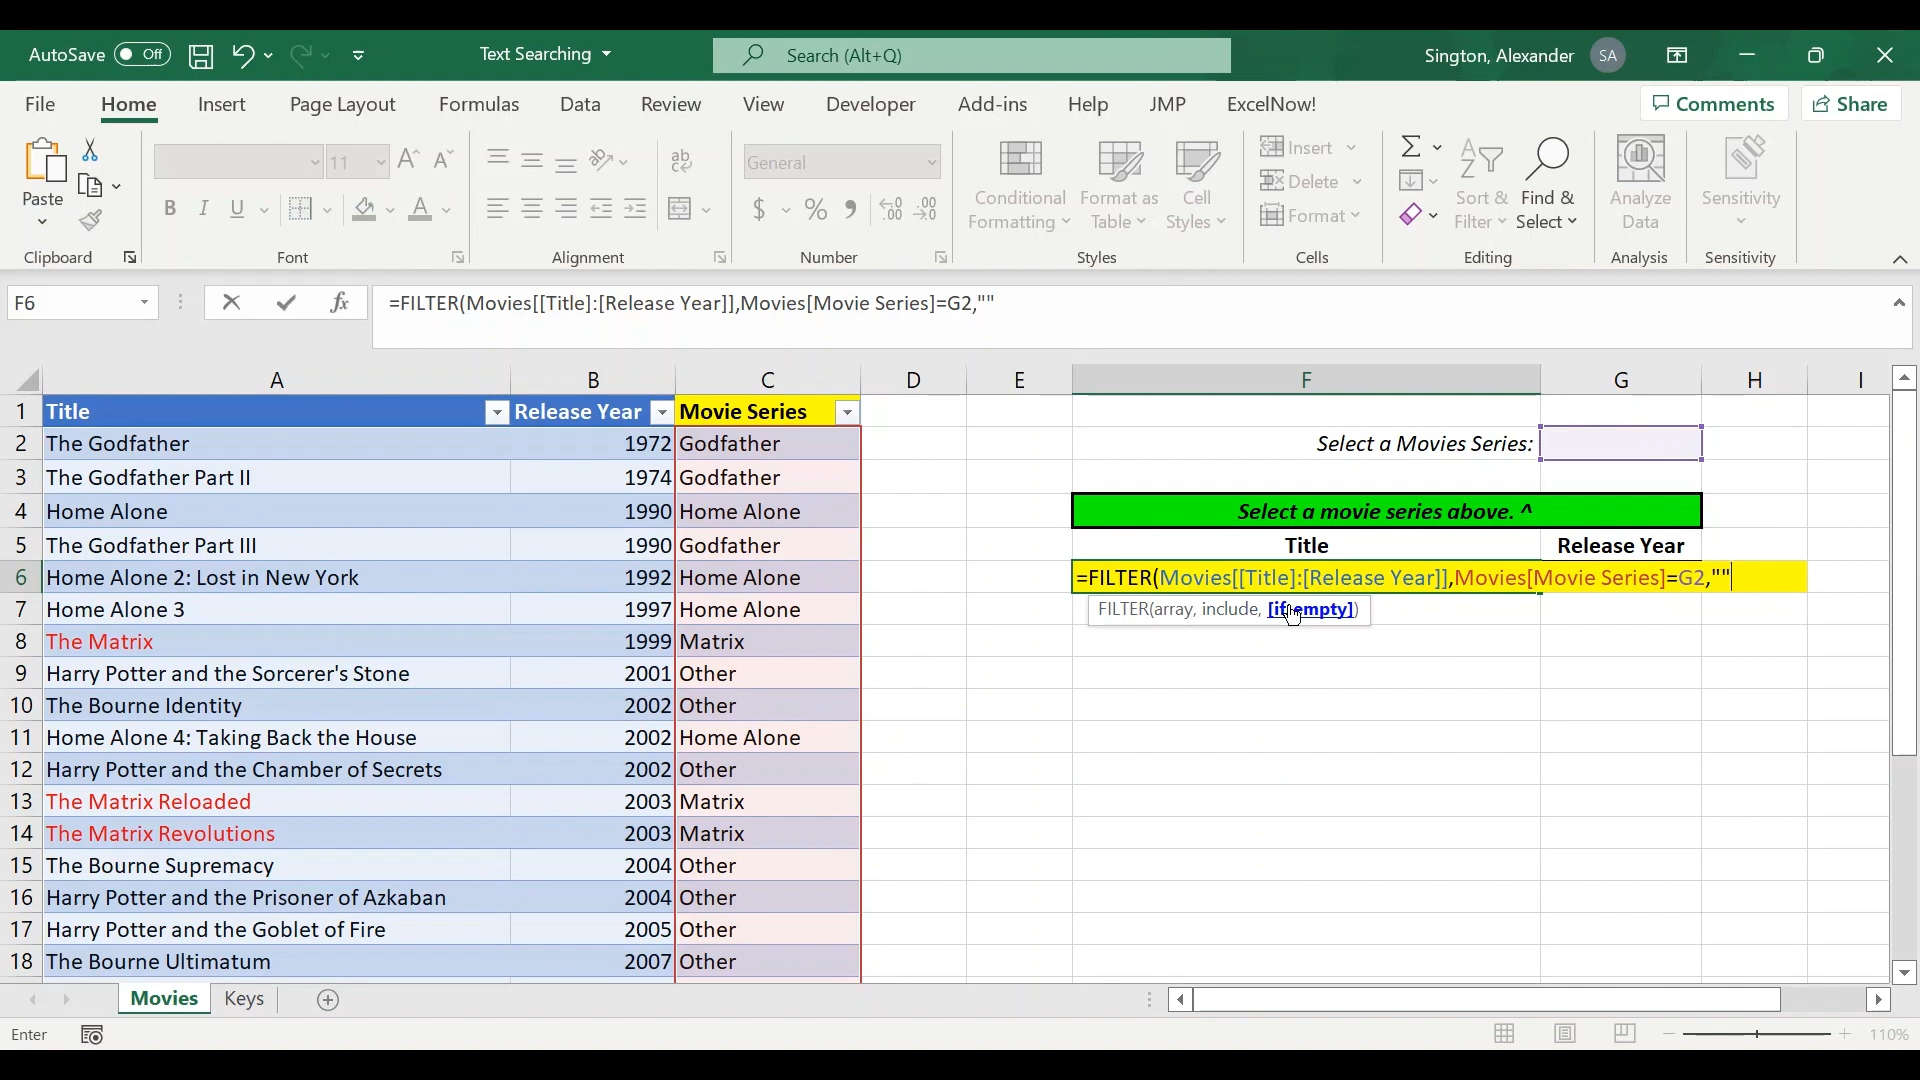 AutoSave Off Text Searching Search (Alt+Q) Sington, Alexander SA
File Home Insert Page Layout Formulas Data Review View Developer Add-ins Help JMP ExcelNow! Comments Share
Paste
11
General
Conditional Formatting
Format as Table
Cell Styles
Insert
Delete
Format
Sort & Filter
Find & Select
Analyze Data
Sensitivity
Clipboard Font Alignment Number Styles Cells Editing Analysis Sensitivity
F6 fx =FILTER(Movies[[Title]:[Release Year]],Movies[Movie Series]=G2,""
A B C D E F G H I
1 Title Release Year Movie Series
2 The Godfather 1972 Godfather Select a Movies Series:
3 The Godfather Part II 1974 Godfather
4 Home Alone 1990 Home Alone Select a movie series above. ^
5 The Godfather Part III 1990 Godfather Title Release Year
6 Home Alone 2: Lost in New York 1992 Home Alone =FILTER(Movies[[Title]:[Release Year]],Movies[Movie Series]=G2,""
7 Home Alone 3 1997 Home Alone FILTER(array, include, [if_empty])
8 The Matrix 1999 Matrix
9 Harry Potter and the Sorcerer's Stone 2001 Other
10 The Bourne Identity 2002 Other
11 Home Alone 4: Taking Back the House 2002 Home Alone
12 Harry Potter and the Chamber of Secrets 2002 Other
13 The Matrix Reloaded 2003 Matrix
14 The Matrix Revolutions 2003 Matrix
15 The Bourne Supremacy 2004 Other
16 Harry Potter and the Prisoner of Azkaban 2004 Other
17 Harry Potter and the Goblet of Fire 2005 Other
18 The Bourne Ultimatum 2007 Other
Movies Keys
Enter 110%